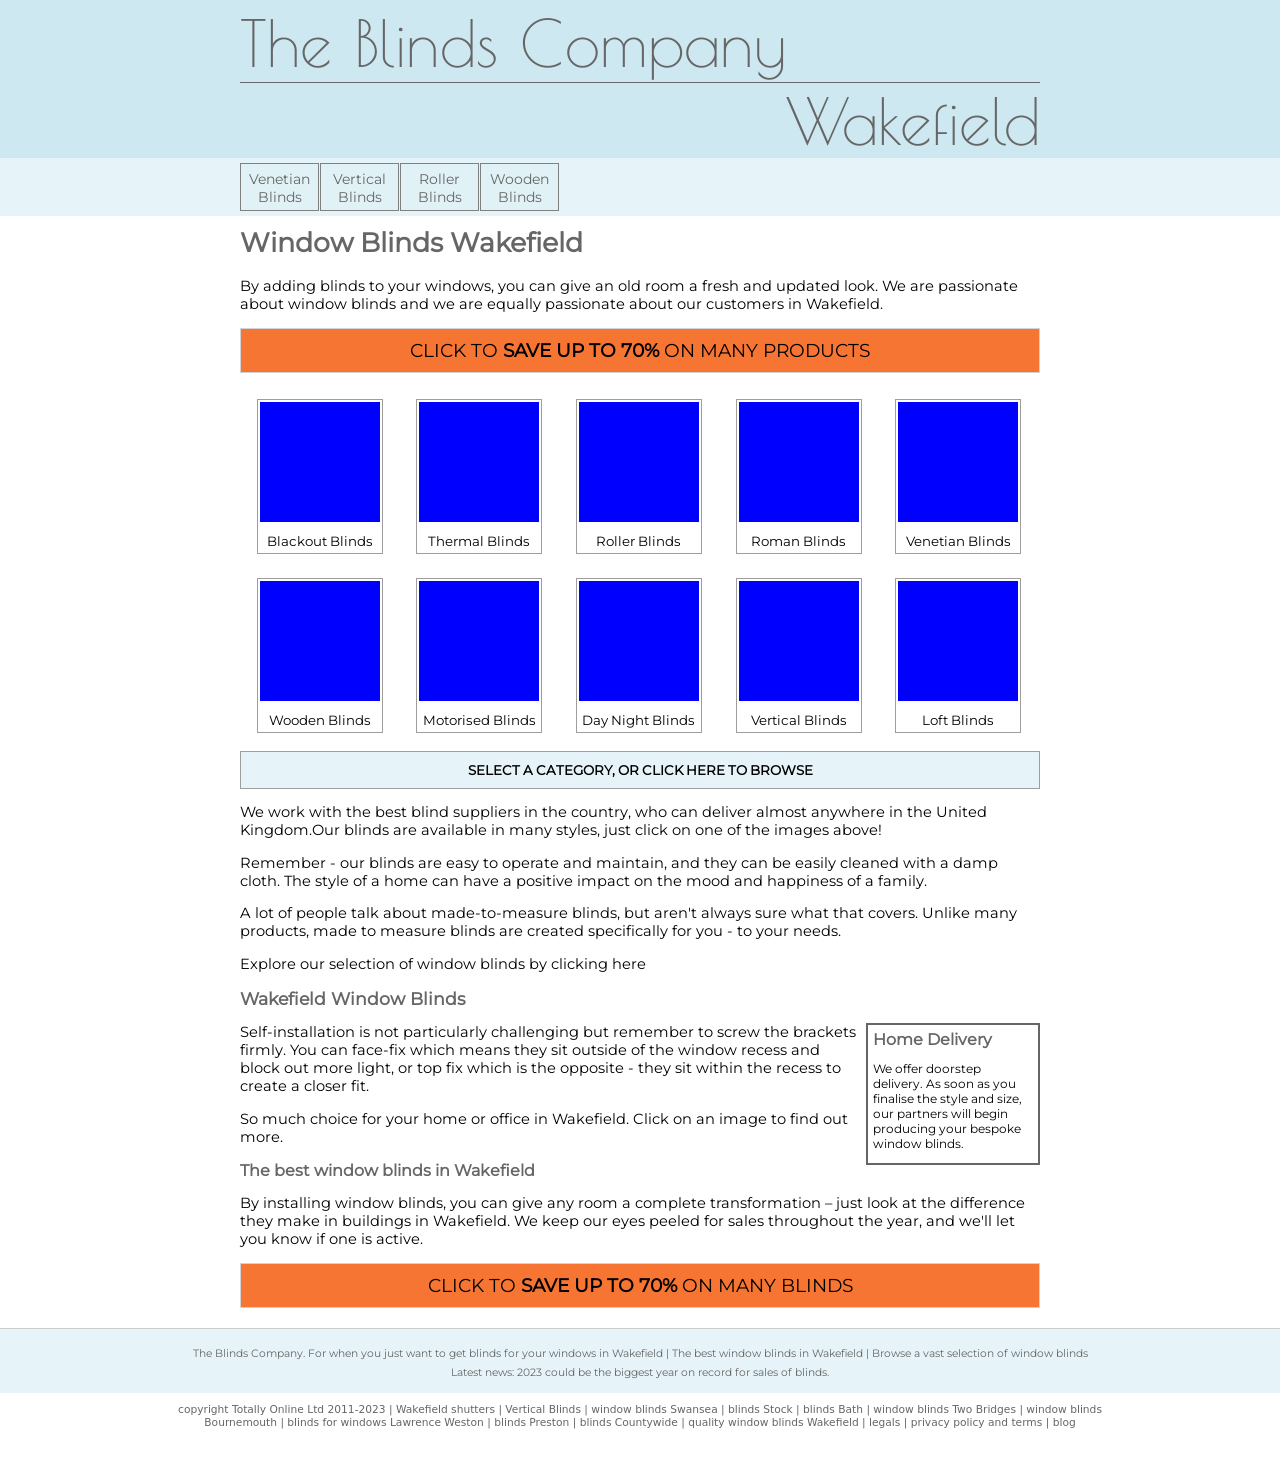 The Blinds Company
Wakefield
Venetian
Blinds
Vertical
Blinds
Roller
Blinds
Wooden
Blinds
Window Blinds Wakefield
By adding blinds to your windows, you can give an old room a fresh and updated look. We are passionate
about window blinds and we are equally passionate about our customers in Wakefield.
CLICK TO SAVE UP TO 70% ON MANY PRODUCTS
Blackout Blinds
Thermal Blinds
Roller Blinds
Roman Blinds
Venetian Blinds
Wooden Blinds
Motorised Blinds
Day Night Blinds
Vertical Blinds
Loft Blinds
SELECT A CATEGORY, OR CLICK HERE TO BROWSE
We work with the best blind suppliers in the country, who can deliver almost anywhere in the United
Kingdom.Our blinds are available in many styles, just click on one of the images above!
Remember - our blinds are easy to operate and maintain, and they can be easily cleaned with a damp
cloth. The style of a home can have a positive impact on the mood and happiness of a family.
A lot of people talk about made-to-measure blinds, but aren't always sure what that covers. Unlike many
products, made to measure blinds are created specifically for you - to your needs.
Explore our selection of window blinds by clicking here
Wakefield Window Blinds
Self-installation is not particularly challenging but remember to screw the brackets
firmly. You can face-fix which means they sit outside of the window recess and
block out more light, or top fix which is the opposite - they sit within the recess to
create a closer fit.
So much choice for your home or office in Wakefield. Click on an image to find out
more.
Home Delivery
We offer doorstep
delivery. As soon as you
finalise the style and size,
our partners will begin
producing your bespoke
window blinds.
The best window blinds in Wakefield
By installing window blinds, you can give any room a complete transformation – just look at the difference
they make in buildings in Wakefield. We keep our eyes peeled for sales throughout the year, and we'll let
you know if one is active.
CLICK TO SAVE UP TO 70% ON MANY BLINDS
The Blinds Company. For when you just want to get blinds for your windows in Wakefield | The best window blinds in Wakefield | Browse a vast selection of window blinds
Latest news: 2023 could be the biggest year on record for sales of blinds.
copyright Totally Online Ltd 2011-2023 | Wakefield shutters | Vertical Blinds | window blinds Swansea | blinds Stock | blinds Bath | window blinds Two Bridges | window blinds
Bournemouth | blinds for windows Lawrence Weston | blinds Preston | blinds Countywide | quality window blinds Wakefield | legals | privacy policy and terms | blog